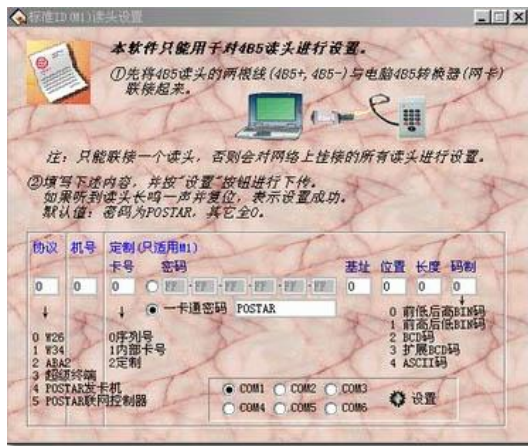 标准ID(M1)读头设置
本软件只能用于对485读头进行设置。
①先将485读头的两根线(485+,485-)与电脑485转换器(网卡)
联接起来。
注：只能联接一个读头，否则会对网络上挂接的所有读头进行设置。
②填写下述内容，并按"设置"按钮进行下传。
如果听到读头长鸣一声并复位，表示设置成功。
默认值：密码为POSTAR，其它全0。
协议 机号 定制(只适用M1)
卡号 密码 基址 位置 长度 码制
0 0 0 FF-FF-FF-FF-FF-FF 0 0 0 0
↓ ↓ 一卡通密码 POSTAR ↓
0 W26 0序列号 0 前低后高BIN码
1 W34 1内部卡号 1 前高后低BIN码
2 ABA2 2定制 2 BCD码
3 超级终端 3 扩展BCD码
4 POSTAR发卡机 4 ASCII码
5 POSTAR联网控制器
COM1 COM2 COM3
COM4 COM5 COM6
设置